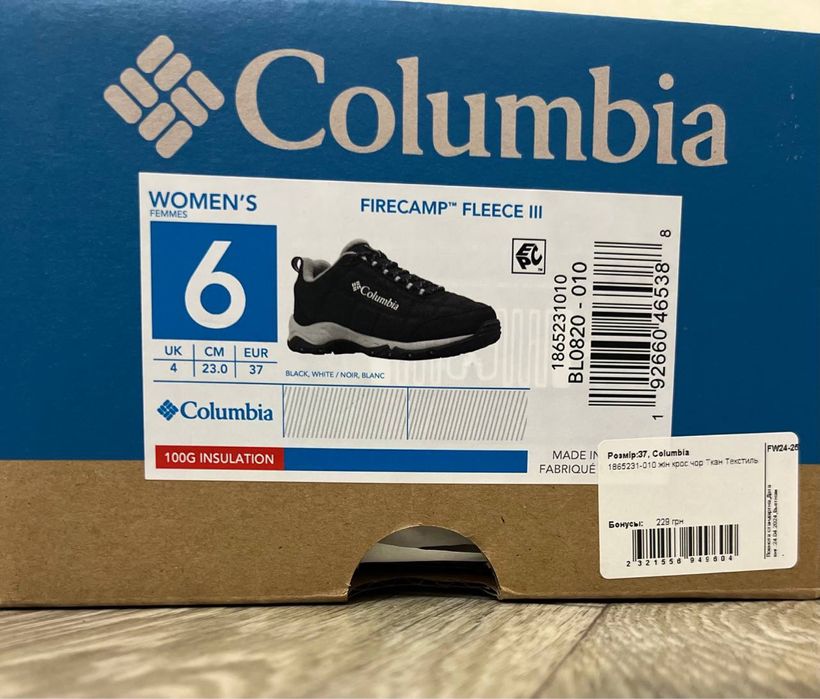 Columbia
WOMEN'S
FEMMES
FIRECAMP™ FLEECE III
6
EPC
Columbia
UK CM EUR
4 23.0 37
BLACK, WHITE / NOIR, BLANC
1865231010
BL0820 - 010
1 92660 46538 8
Columbia
100G INSULATION
MADE IN
FABRIQUÉ
Розмір:37, Columbia
1865231-010 жін крос чор Ткан Текстиль
FW24-25
Бонусы: 229 грн
2 321556 949604